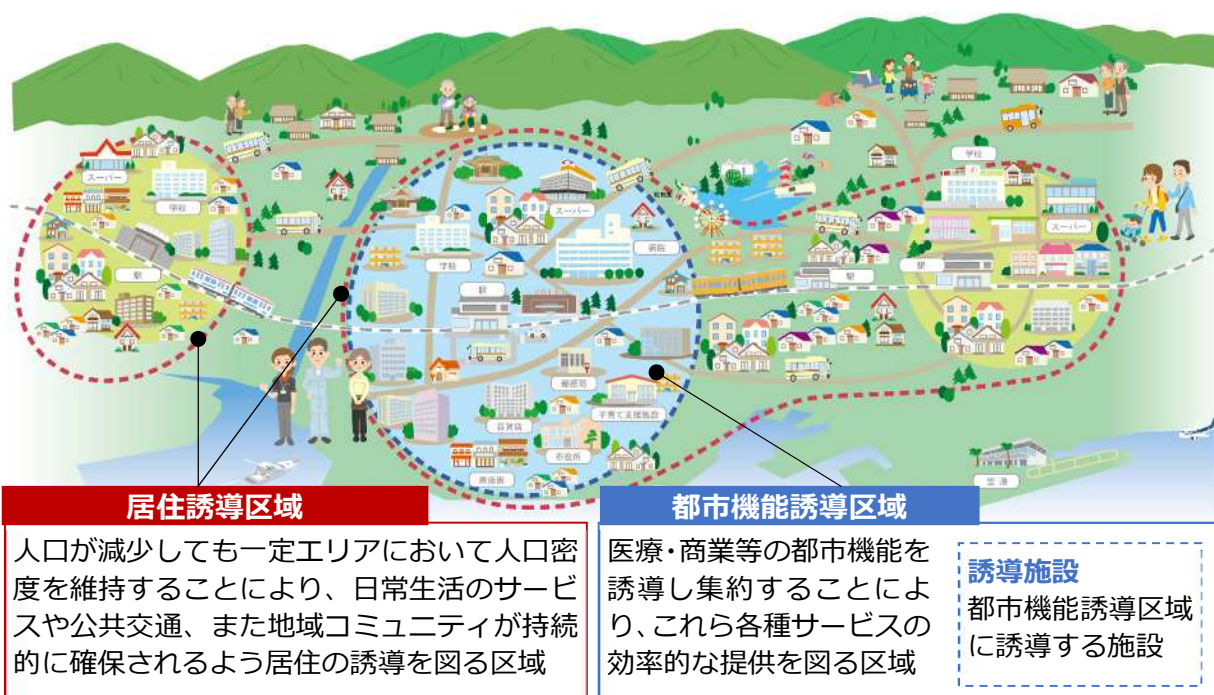 学校
スーパー
スーパー
学校
スーパー
病院
学校
駅
駅
駅
駅
郵便局
子育て支援施設
百貨店
市役所
商店街
空港
居住誘導区域
人口が減少しても一定エリアにおいて人口密
度を維持することにより、日常生活のサービ
スや公共交通、また地域コミュニティが持続
的に確保されるよう居住の誘導を図る区域
都市機能誘導区域
医療・商業等の都市機能を
誘導し集約することによ
り、これら各種サービスの
効率的な提供を図る区域
誘導施設
都市機能誘導区域
に誘導する施設